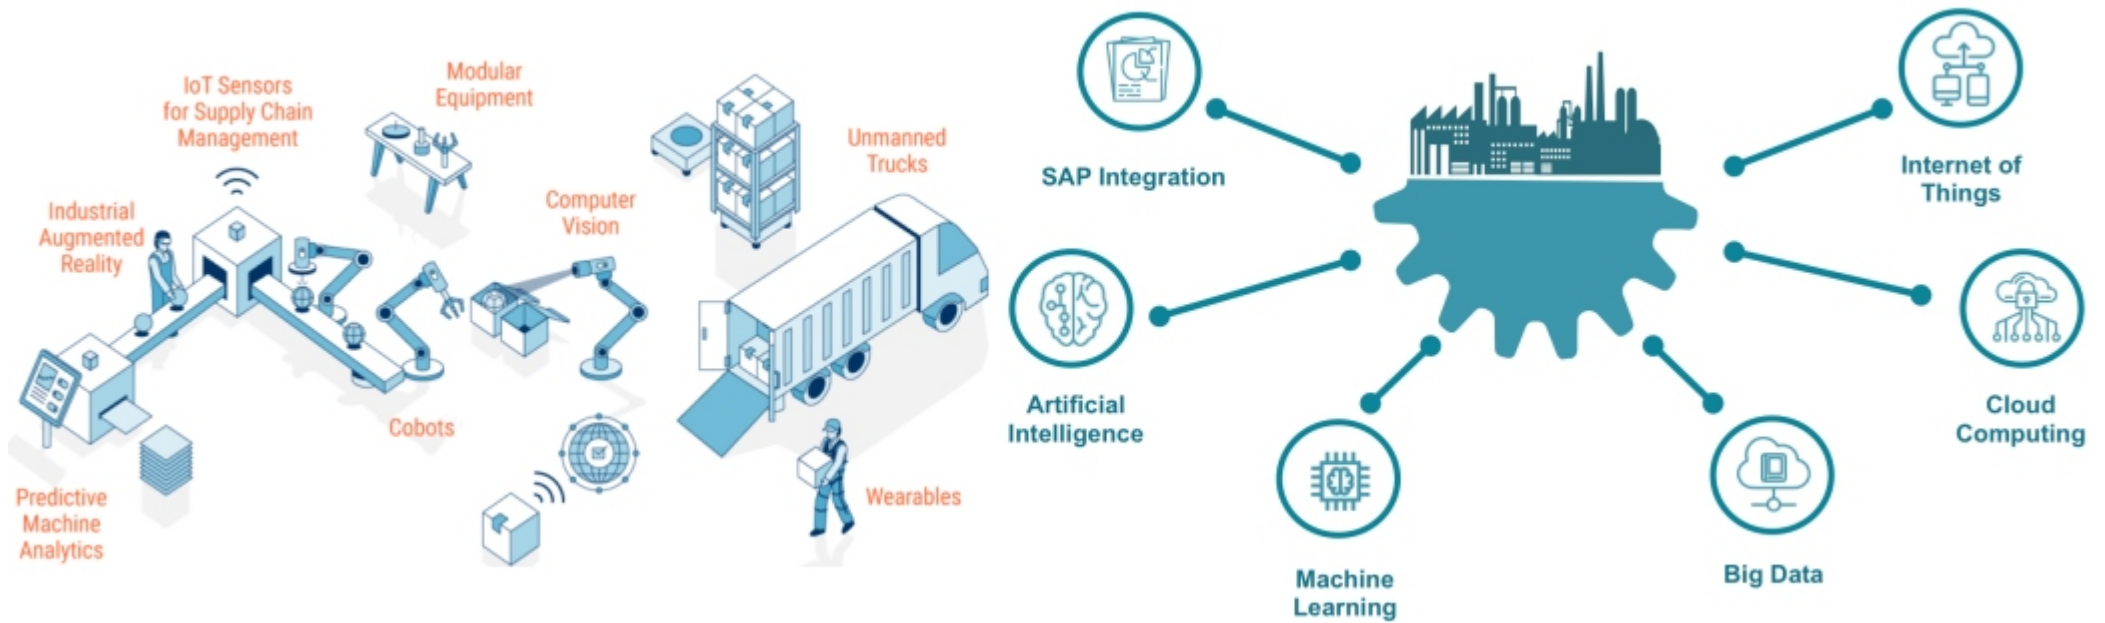 IoT Sensors
for Supply Chain
Management
Modular
Equipment
Unmanned
Trucks
Industrial
Augmented
Reality
Computer
Vision
Cobots
Predictive
Machine
Analytics
Wearables
SAP Integration
Internet of
Things
Artificial
Intelligence
Cloud
Computing
Machine
Learning
Big Data